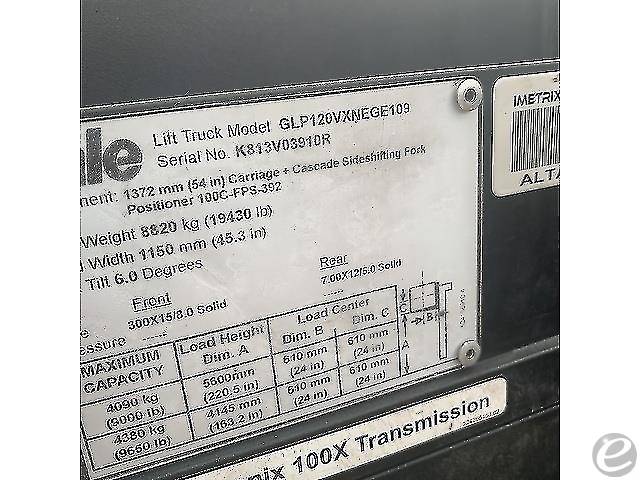 ale
Lift Truck Model GLP120VXNEGE109
Serial No. K813V03910R
ment: 1372 mm (54 in) Carriage + Cascade Sideshifting Fork
Positioner 100C-FPS-392
Weight 8820 kg (19430 lb)
d Width 1150 mm (45.3 in)
Tilt 6.0 Degrees
Front Rear
e 300X15/8.0 Solid 7.00X12/5.0 Solid
essure ---- ----
MAXIMUM CAPACITY Load Height Dim. A Load Center
Dim. B Dim. C
4090 kg (9000 lb) 5600mm (220.5 in) 610 mm (24 in) 610 mm (24 in)
4380 kg (9650 lb) 4145 mm (163.2 in) 610 mm (24 in) 610 mm (24 in)
C
B
A
IMETRIX
ALTA
nix 100X Transmission